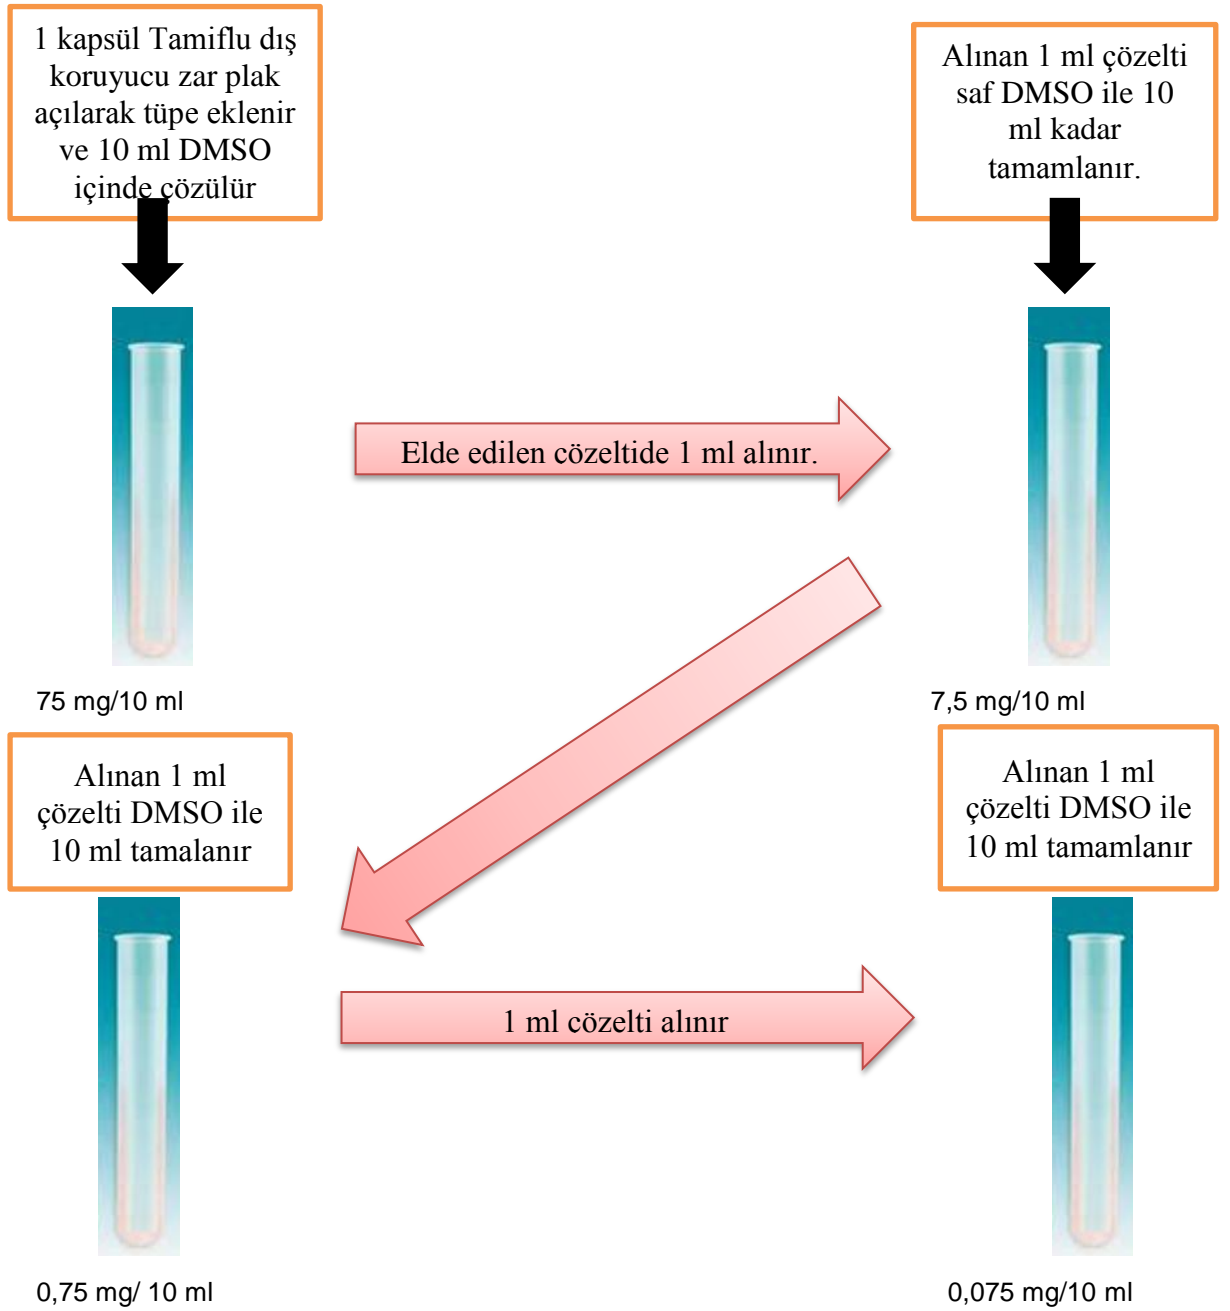 1 kapsül Tamiflu dış
koruyucu zar plak
açılarak tüpe eklenir
ve 10 ml DMSO
içinde çözülür
Alınan 1 ml çözelti
saf DMSO ile 10
ml kadar
tamamlanır.
Elde edilen cözeltide 1 ml alınır.
75 mg/10 ml
7,5 mg/10 ml
Alınan 1 ml
çözelti DMSO ile
10 ml tamalanır
Alınan 1 ml
çözelti DMSO ile
10 ml tamamlanır
1 ml cözelti alınır
0,75 mg/ 10 ml
0,075 mg/10 ml